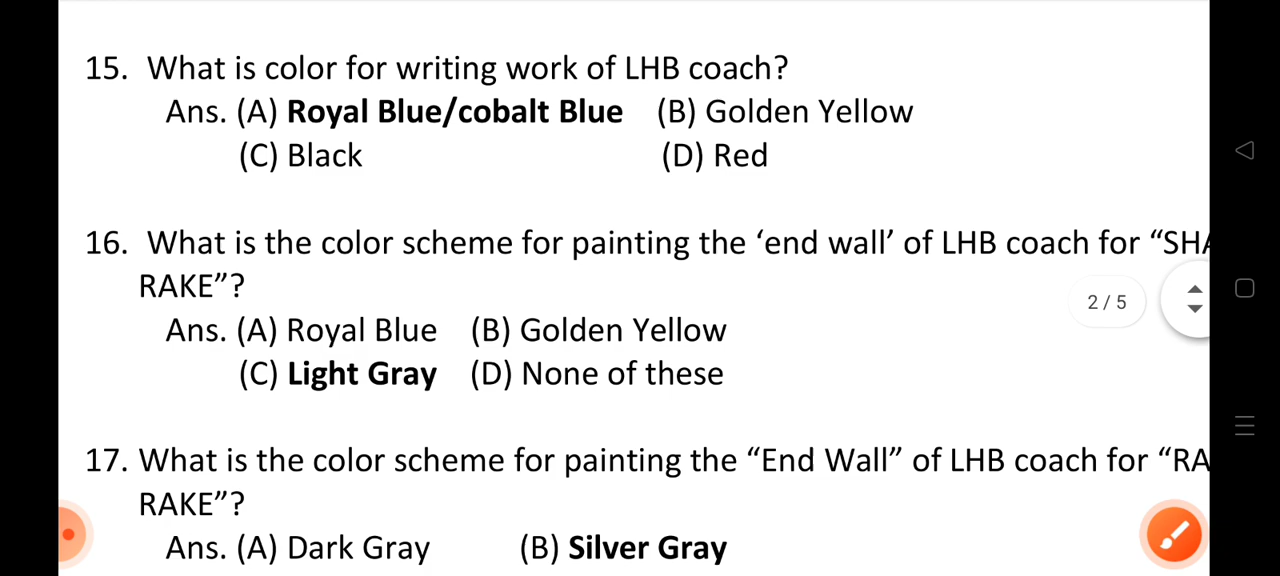 15. What is color for writing work of LHB coach?
Ans. (A) Royal Blue/cobalt Blue (B) Golden Yellow
(C) Black (D) Red
16. What is the color scheme for painting the ‘end wall’ of LHB coach for “SHA
RAKE”?
2 / 5
Ans. (A) Royal Blue (B) Golden Yellow
(C) Light Gray (D) None of these
17. What is the color scheme for painting the “End Wall” of LHB coach for “RA
RAKE”?
Ans. (A) Dark Gray (B) Silver Gray